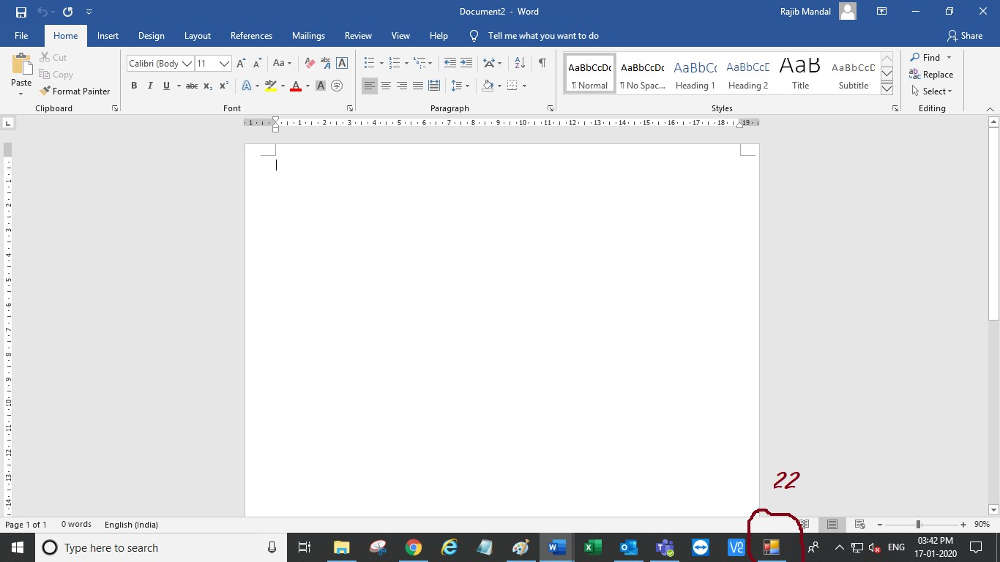 Document2 - Word
Rajib Mandal
File Home Insert Design Layout References Mailings Review View Help Tell me what you want to do Share
Paste
Cut
Copy
Format Painter
Clipboard
Calibri (Body 11 Aa abc A
B I U abc x₂ x² A aby A A
Font
A Z ¶
Paragraph
AaBbCcDc AaBbCcDc AaBbCc AaBbCcD AaB AaBbCcD
¶ Normal ¶ No Spac... Heading 1 Heading 2 Title Subtitle
Styles
Find
Replace
Select
Editing
1 1 2 3 4 5 6 7 8 9 10 11 12 13 14 15 16 17 18 19
1
2
3
4
5
6
7
8
9
10
11
12
13
14
22
Page 1 of 1 0 words English (India) 90%
Type here to search
ENG
03:42 PM
17-01-2020